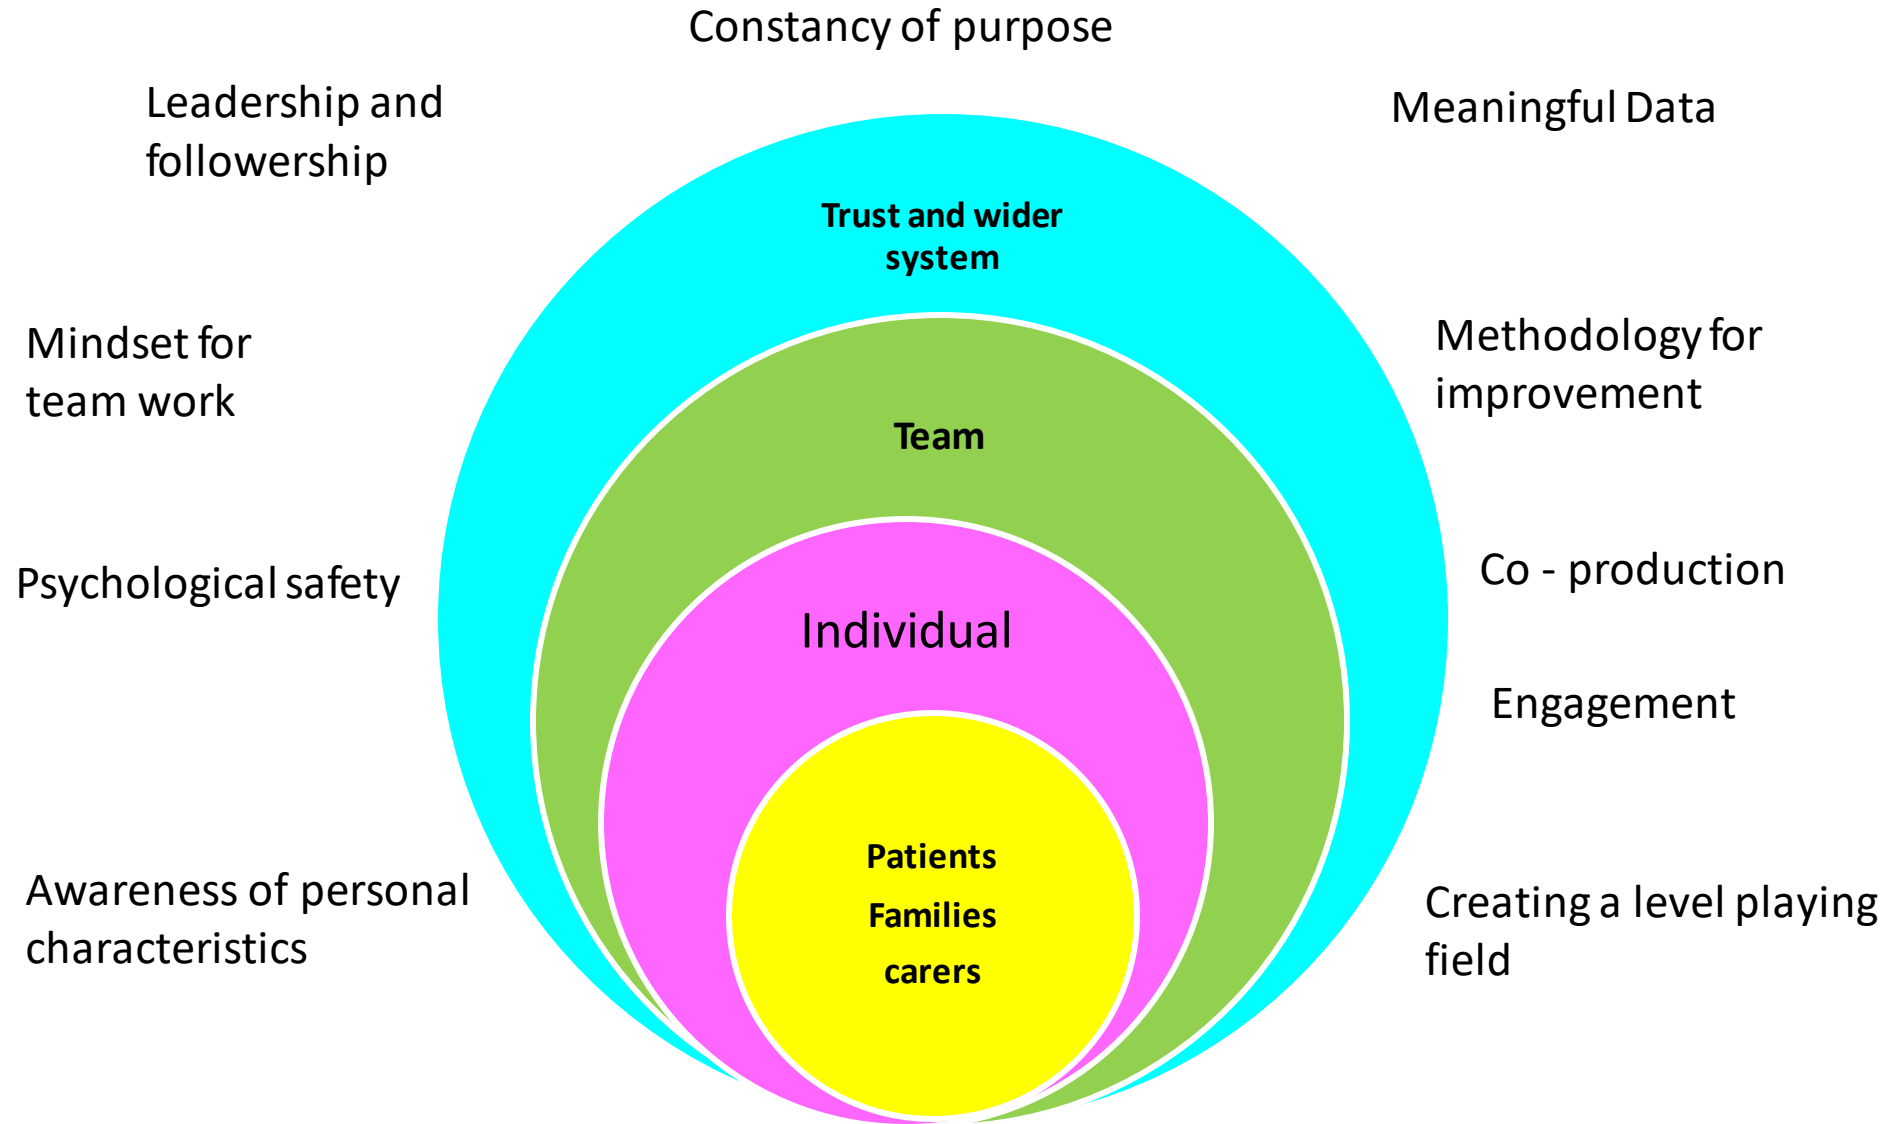 Constancy of purpose
Leadership and
followership
Meaningful Data
Trust and wider
system
Mindset for
team work
Methodology for
improvement
Team
Psychological safety
Co - production
Individual
Engagement
Patients
Families
carers
Awareness of personal
characteristics
Creating a level playing
field